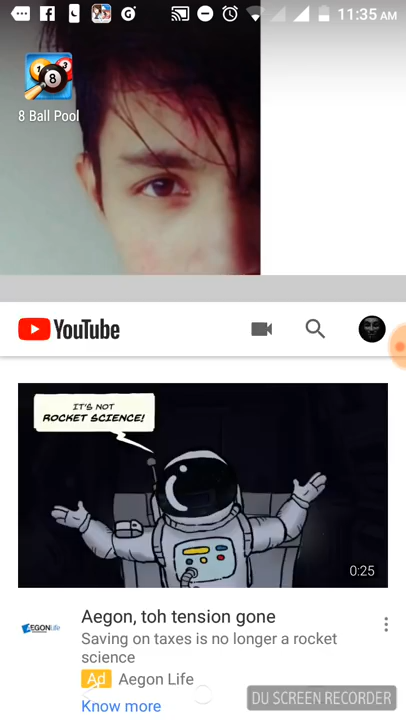 11:35 AM
8 Ball Pool
YouTube
IT'S NOT
ROCKET SCIENCE!
0:25
AEGONLife
Aegon, toh tension gone
Saving on taxes is no longer a rocket
science
Ad Aegon Life
Know more
DU SCREEN RECORDER